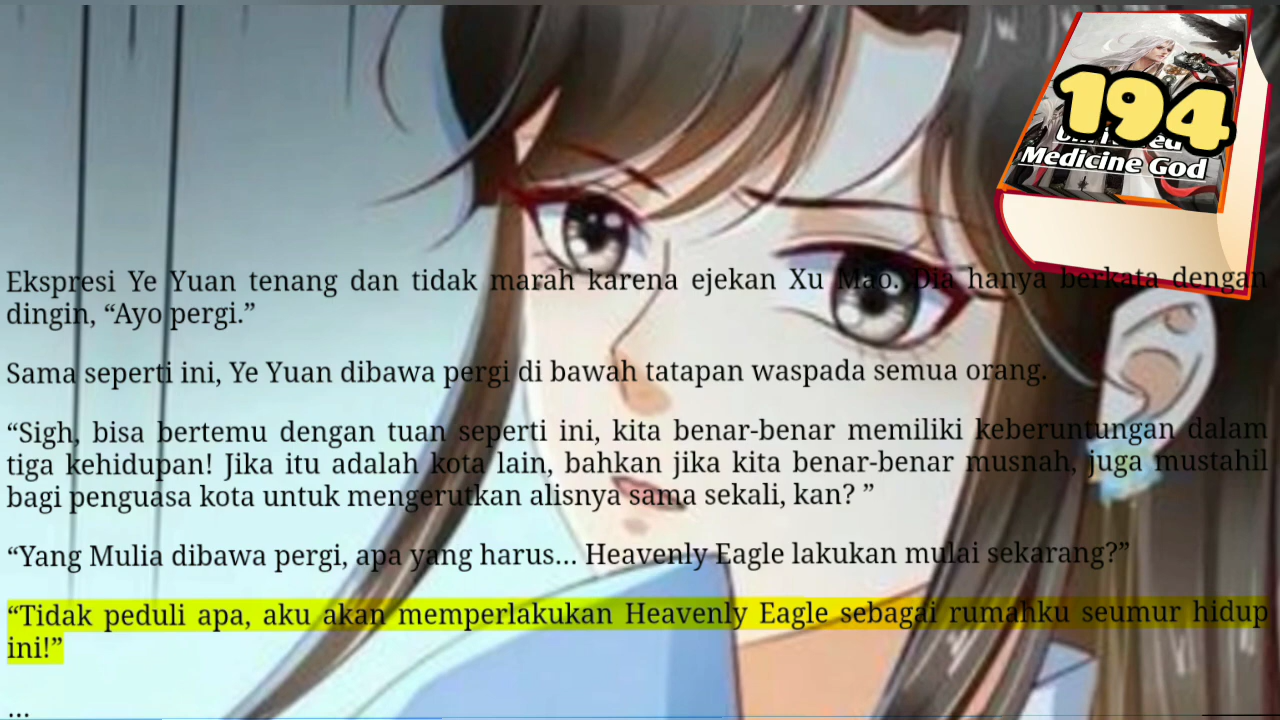 194
Medicine God
Ekspresi Ye Yuan tenang dan tidak marah karena ejekan Xu Mao. Dia hanya berkata dengan
dingin, “Ayo pergi.”
Sama seperti ini, Ye Yuan dibawa pergi di bawah tatapan waspada semua orang.
“Sigh, bisa bertemu dengan tuan seperti ini, kita benar-benar memiliki keberuntungan dalam
tiga kehidupan! Jika itu adalah kota lain, bahkan jika kita benar-benar musnah, juga mustahil
bagi penguasa kota untuk mengerutkan alisnya sama sekali, kan? ”
“Yang Mulia dibawa pergi, apa yang harus... Heavenly Eagle lakukan mulai sekarang?”
“Tidak peduli apa, aku akan memperlakukan Heavenly Eagle sebagai rumahku seumur hidup
ini!”
...